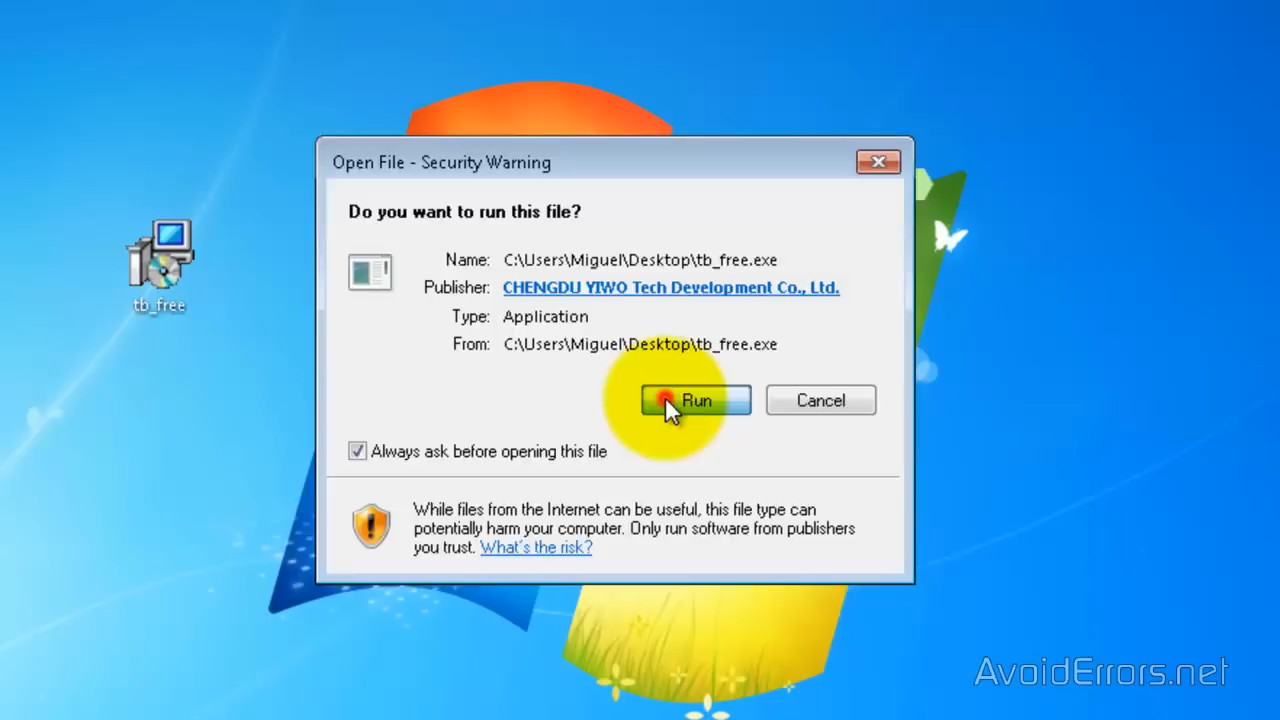 Open File - Security Warning
Do you want to run this file?
Name: C:\Users\Miguel\Desktop\tb_free.exe
Publisher: CHENGDU YIWO Tech Development Co., Ltd.
tb_free
Type: Application
From: C:\Users\Miguel\Desktop\tb_free.exe
Run Cancel
Always ask before opening this file
While files from the Internet can be useful, this file type can
potentially harm your computer. Only run software from publishers
you trust. What's the risk?
AvoidErrors.net